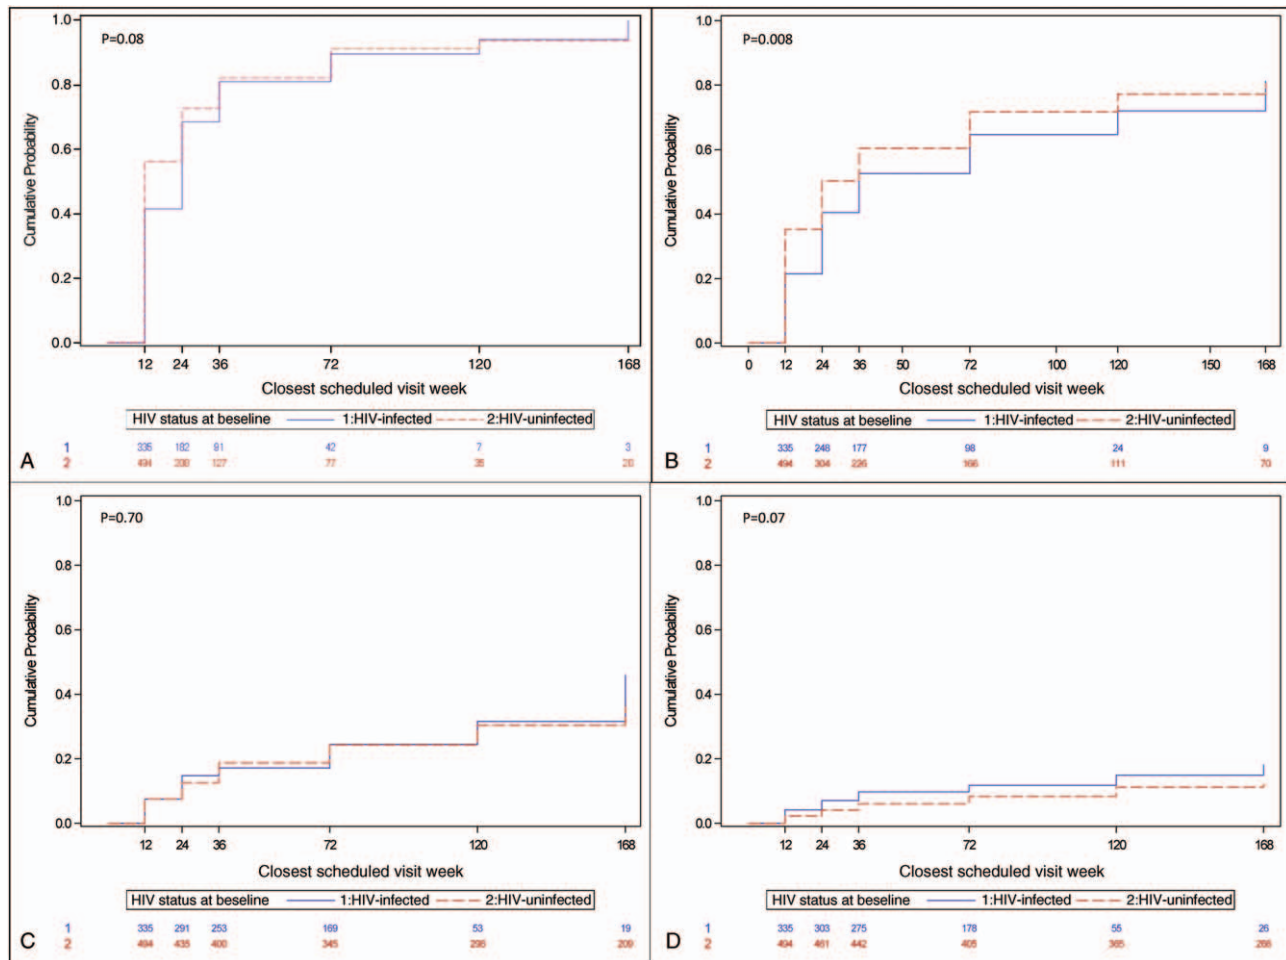 P=0.08
1.0
0.8
0.6
0.4
0.2
0.0
Cumulative Probability
12 24 36 72 120 168
Closest scheduled visit week
HIV status at beseline 1:HIV-infected 2:HIV-uninfected
1 335 182 91 42 7 3
2 494 127 77
A
P=0.008
1.0
0.8
0.6
0.4
0.2
0.0
Cumulative Probability
0 12 24 36 50 72 100 120 150 168
Closest scheduled visit week
HIV status at beseline 1:HIV-infected 2:HIV-uninfected
1 335 248 177 98 24 9
2 494 304 226 166 111 70
B
P=0.70
1.0
0.8
0.6
0.4
0.2
0.0
Cumulative Probability
12 24 36 72 120 168
Closest scheduled visit week
HIV status at beseline 1:HIV-infected 2:HIV-uninfected
1 335 291 253 169 53 19
2 494 435 400 345 209
C
P=0.07
1.0
0.8
0.6
0.4
0.2
0.0
Cumulative Probability
12 24 36 72 120 168
Closest scheduled visit week
HIV status at beseline 1:HIV-infected 2:HIV-uninfected
1 335 303 275 178 55 26
2 494 461 442 405 365
D